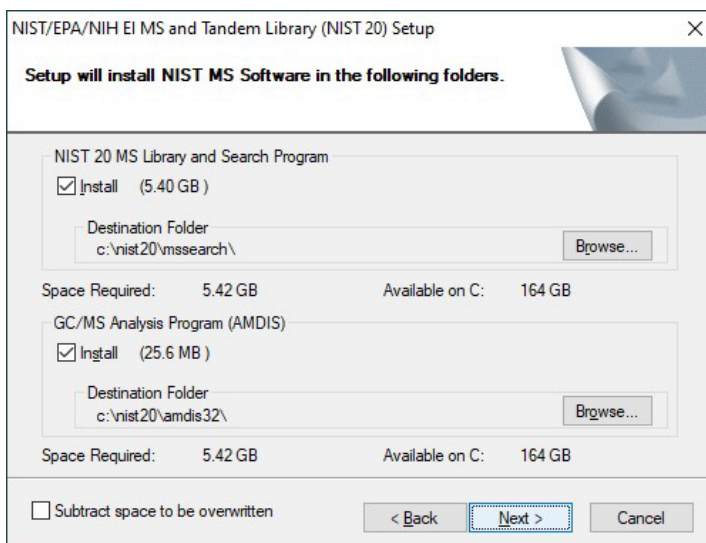 NIST/EPA/NIH EI MS and Tandem Library (NIST 20) Setup
Setup will install NIST MS Software in the following folders.
NIST 20 MS Library and Search Program
Install (5.40 GB )
Destination Folder
c:\nist20\mssearch\
Browse...
Space Required: 5.42 GB Available on C: 164 GB
GC/MS Analysis Program (AMDIS)
Install (25.6 MB )
Destination Folder
c:\nist20\amdis32\
Browse...
Space Required: 5.42 GB Available on C: 164 GB
Subtract space to be overwritten
< Back Next > Cancel